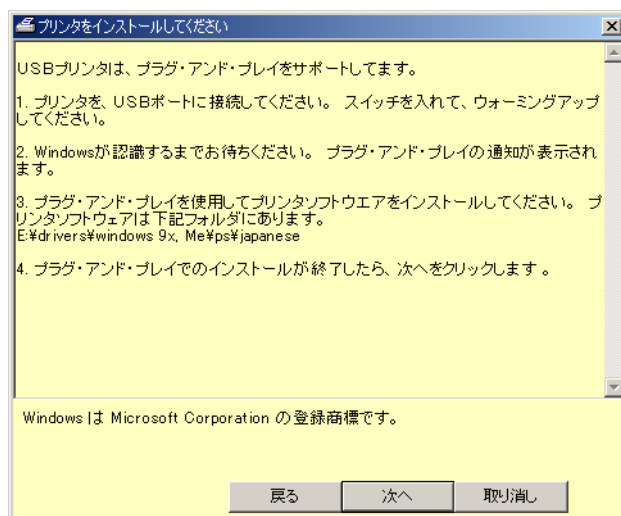 プリンタをインストールしてください
USBプリンタは、プラグ・アンド・プレイをサポートしてます。
1. プリンタを、USBポートに接続してください。 スイッチを入れて、ウォーミングアップ
してください。
2. Windowsが認識するまでお待ちください。 プラグ・アンド・プレイの通知が表示され
ます。
3. プラグ・アンド・プレイを使用してプリンタソフトウエアをインストールしてください。 プ
リンタソフトウェアは下記フォルダにあります。
E:¥drivers¥windows 9x, Me¥ps¥japanese
4. プラグ・アンド・プレイでのインストールが終了したら、次へをクリックします 。
Windows は Microsoft Corporation の登録商標です。
戻る 次へ 取り消し